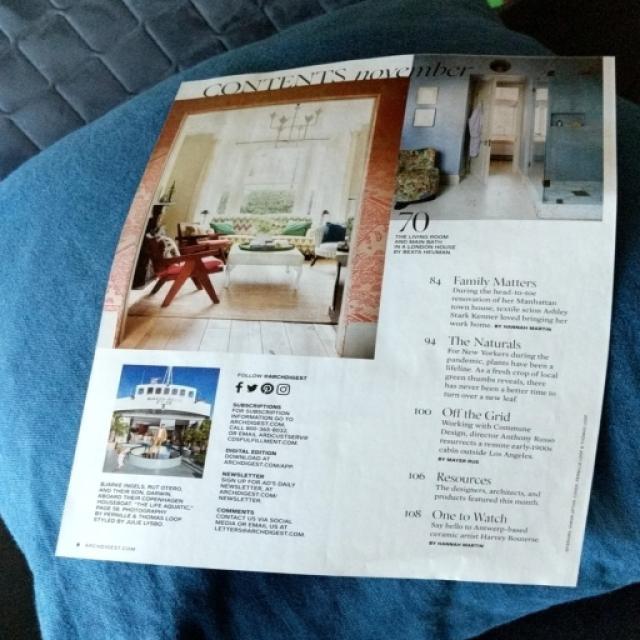 CONTENTS november
70
THE LIVING ROOM
AND MAIN BATH
IN A LONDON HOUSE
BY BEATA HEUMAN.
84 Family Matters
During the head-to-toe
renovation of her Manhattan
town house, textile scion Ashley
Stark Kenner loved bringing her
work home. BY HANNAH MARTIN
94 The Naturals
For New Yorkers during the
pandemic, plants have been a
lifeline. As a fresh crop of local
green thumbs reveals, there
has never been a better time to
turn over a new leaf
100 Off the Grid
Working with Commune
Design, director Anthony Russo
resurrects a remote early-1900s
cabin outside Los Angeles.
BY MAYER RUS
106 Resources
The designers, architects, and
products featured this month.
108 One to Watch
Say hello to Antwerp-based
ceramic artist Harvey Bouterse
BY HANNAH MARTIN
FOLLOW @ARCHDIGEST
SUBSCRIPTIONS
FOR SUBSCRIPTION
INFORMATION GO TO
ARCHDIGEST.COM,
CALL 800-365-8032,
OR EMAIL ARDCUSTSERV@
CDSFULFILLMENT.COM.
DIGITAL EDITION
DOWNLOAD AT
ARCHDIGEST.COM/APP.
NEWSLETTER
SIGN UP FOR AD'S DAILY
NEWSLETTER, AT
ARCHDIGEST.COM/
NEWSLETTER.
COMMENTS
CONTACT US VIA SOCIAL
MEDIA OR EMAIL US AT
LETTERS@ARCHDIGEST.COM.
BJARKE INGELS, RUT OTERO,
AND THEIR SON, DARWIN,
ABOARD THEIR COPENHAGEN
HOUSEBOAT. "THE LIFE AQUATIC,"
PAGE 58. PHOTOGRAPHY
BY PERNILLE & THOMAS LOOF
STYLED BY JULIE LYSBO.
8 ARCHDIGEST.COM